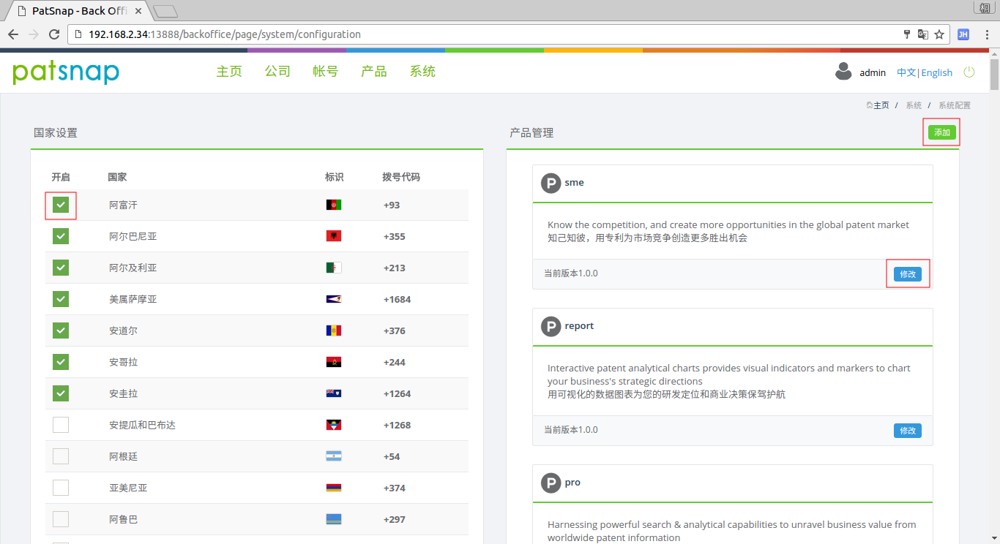 PatSnap - Back Offi
192.168.2.34:13888/backoffice/page/system/configuration
JH
patsnap
主页 公司 帐号 产品 系统
admin 中文|English
主页 / 系统 / 系统配置
国家设置
开启 国家 标识 拨号代码
阿富汗 +93
阿尔巴尼亚 +355
阿尔及利亚 +213
美属萨摩亚 +1684
安道尔 +376
安哥拉 +244
安圭拉 +1264
安提瓜和巴布达 +1268
阿根廷 +54
亚美尼亚 +374
阿鲁巴 +297
产品管理 添加
P sme
Know the competition, and create more opportunities in the global patent market
知己知彼，用专利为市场竞争创造更多胜出机会
当前版本1.0.0 修改
P report
Interactive patent analytical charts provides visual indicators and markers to chart
your business's strategic directions
用可视化的数据图表为您的研发定位和商业决策保驾护航
当前版本1.0.0 修改
P pro
Harnessing powerful search & analytical capabilities to unravel business value from
worldwide patent information